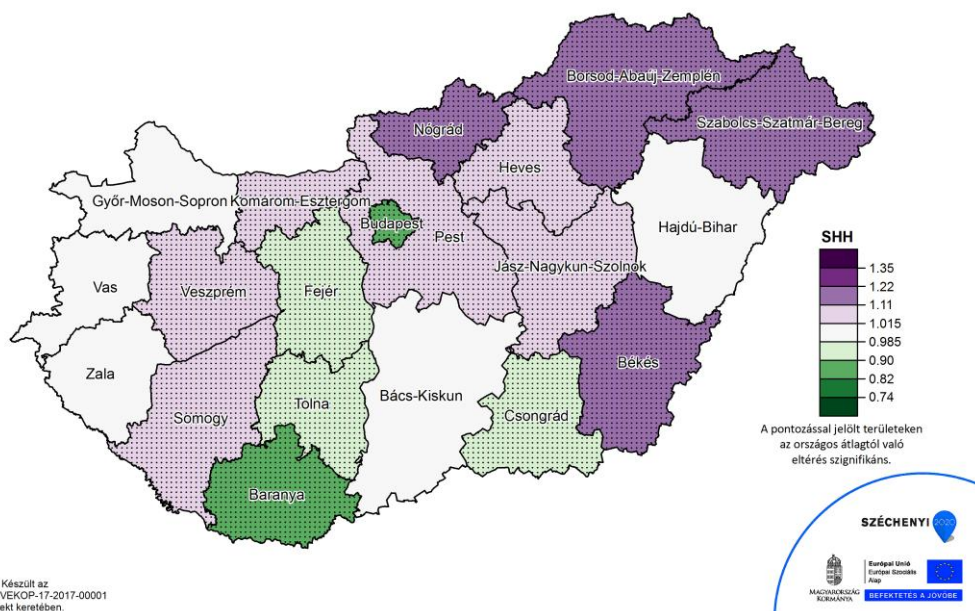 Borsod-Abaúj-Zemplén
Szabolcs-Szatmár-Bereg
Nógrád
Heves
Győr-Moson-Sopron
Komárom-Esztergom
Budapest
Pest
Hajdú-Bihar
Jász-Nagykun-Szolnok
Vas
Veszprém
Fejér
Zala
Békés
Bács-Kiskun
Tolna
Csongrád
Somogy
Baranya
SHH
1.35
1.22
1.11
1.015
0.985
0.90
0.82
0.74
A pontozással jelölt területeken
az országos átlagtól való
eltérés szignifikáns.
SZÉCHENYI 2020
MAGYARORSZÁG
KORMÁNYA
Európai Unió
Európai Szociális
Alap
BEFEKTETÉS A JÖVŐBE
Készült az
VEKOP-17-2017-00001
ekt keretében.